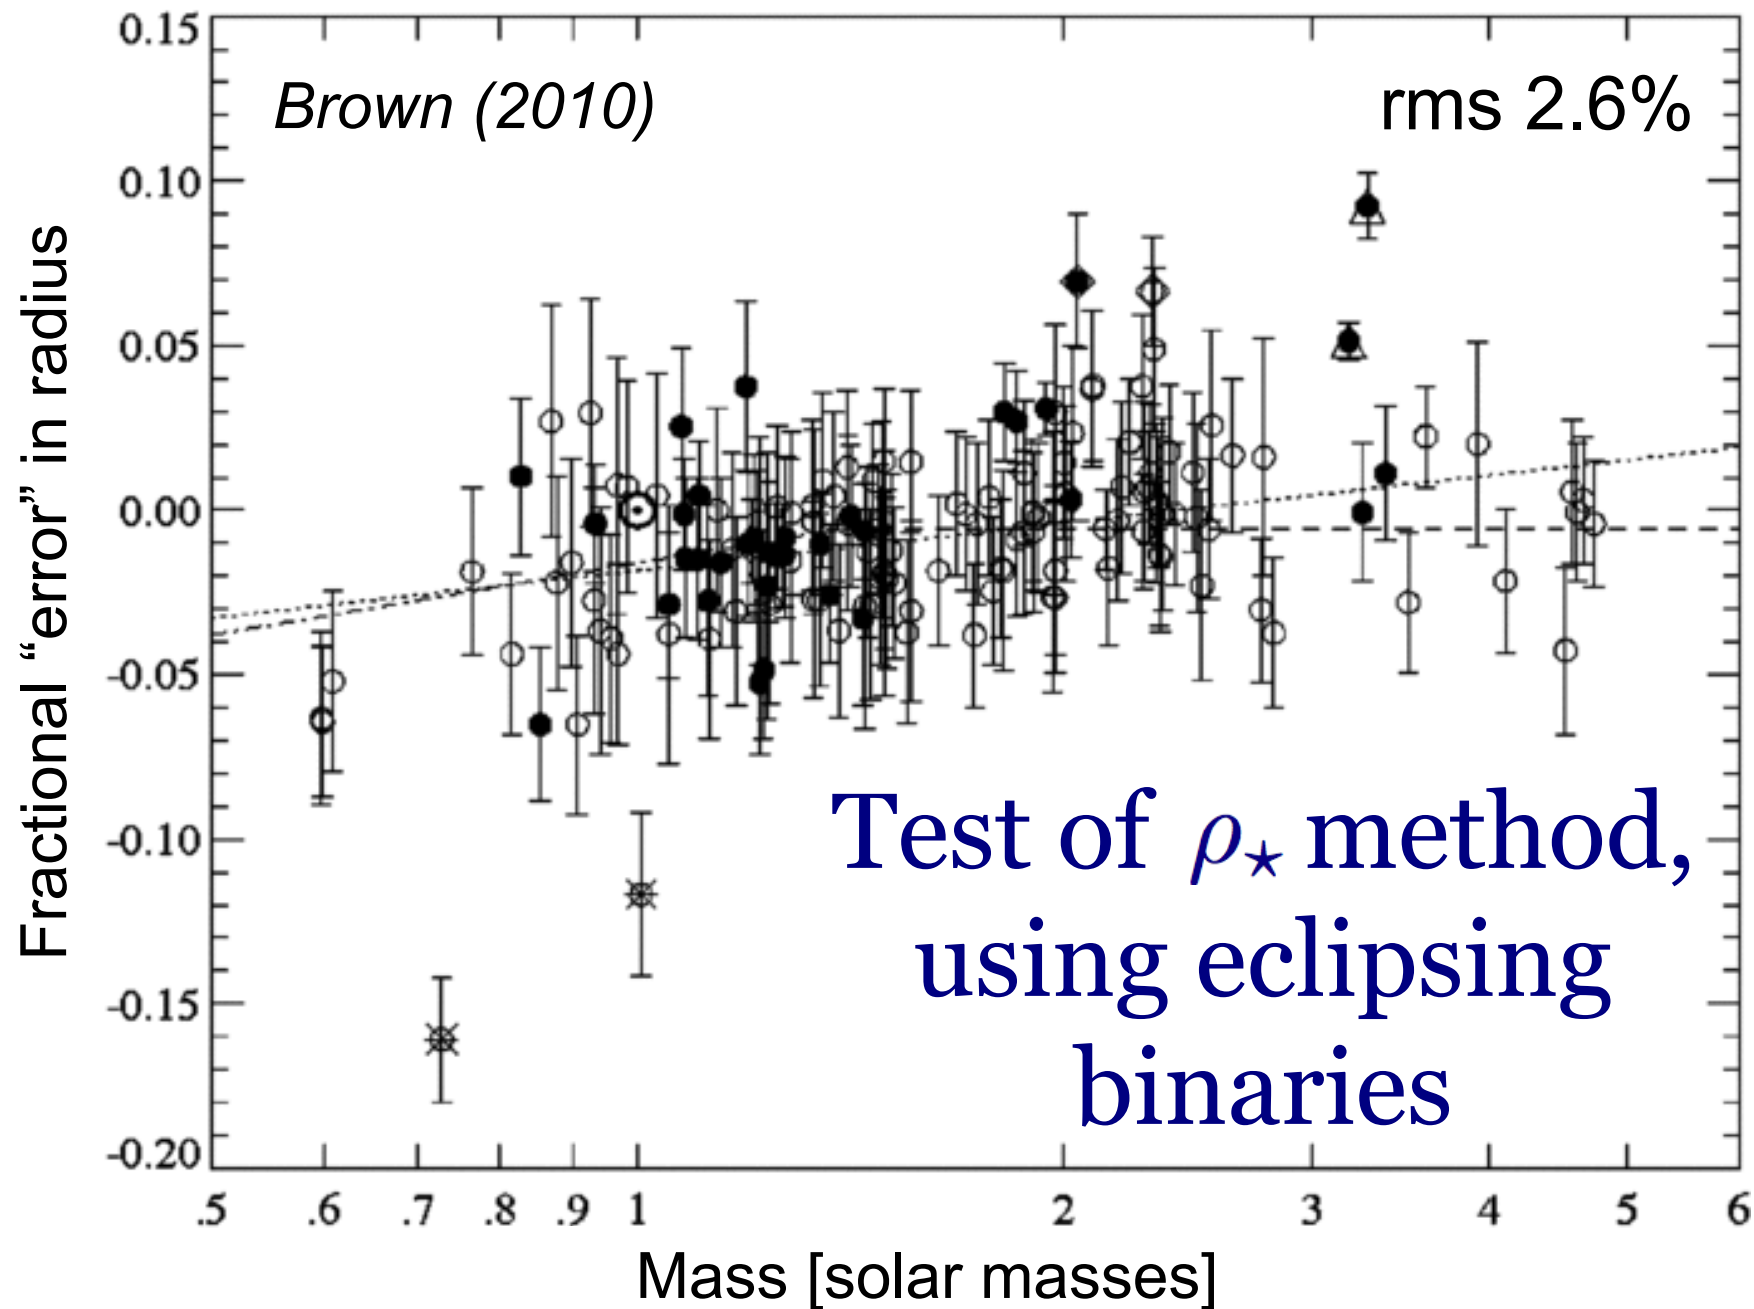 Brown (2010)
rms 2.6%
0.15
0.10
0.05
0.00
-0.05
-0.10
-0.15
-0.20
Fractional “error” in radius
Test of ρ⋆ method,
using eclipsing
binaries
.5 .6 .7 .8 .9 1 2 3 4 5 6
Mass [solar masses]